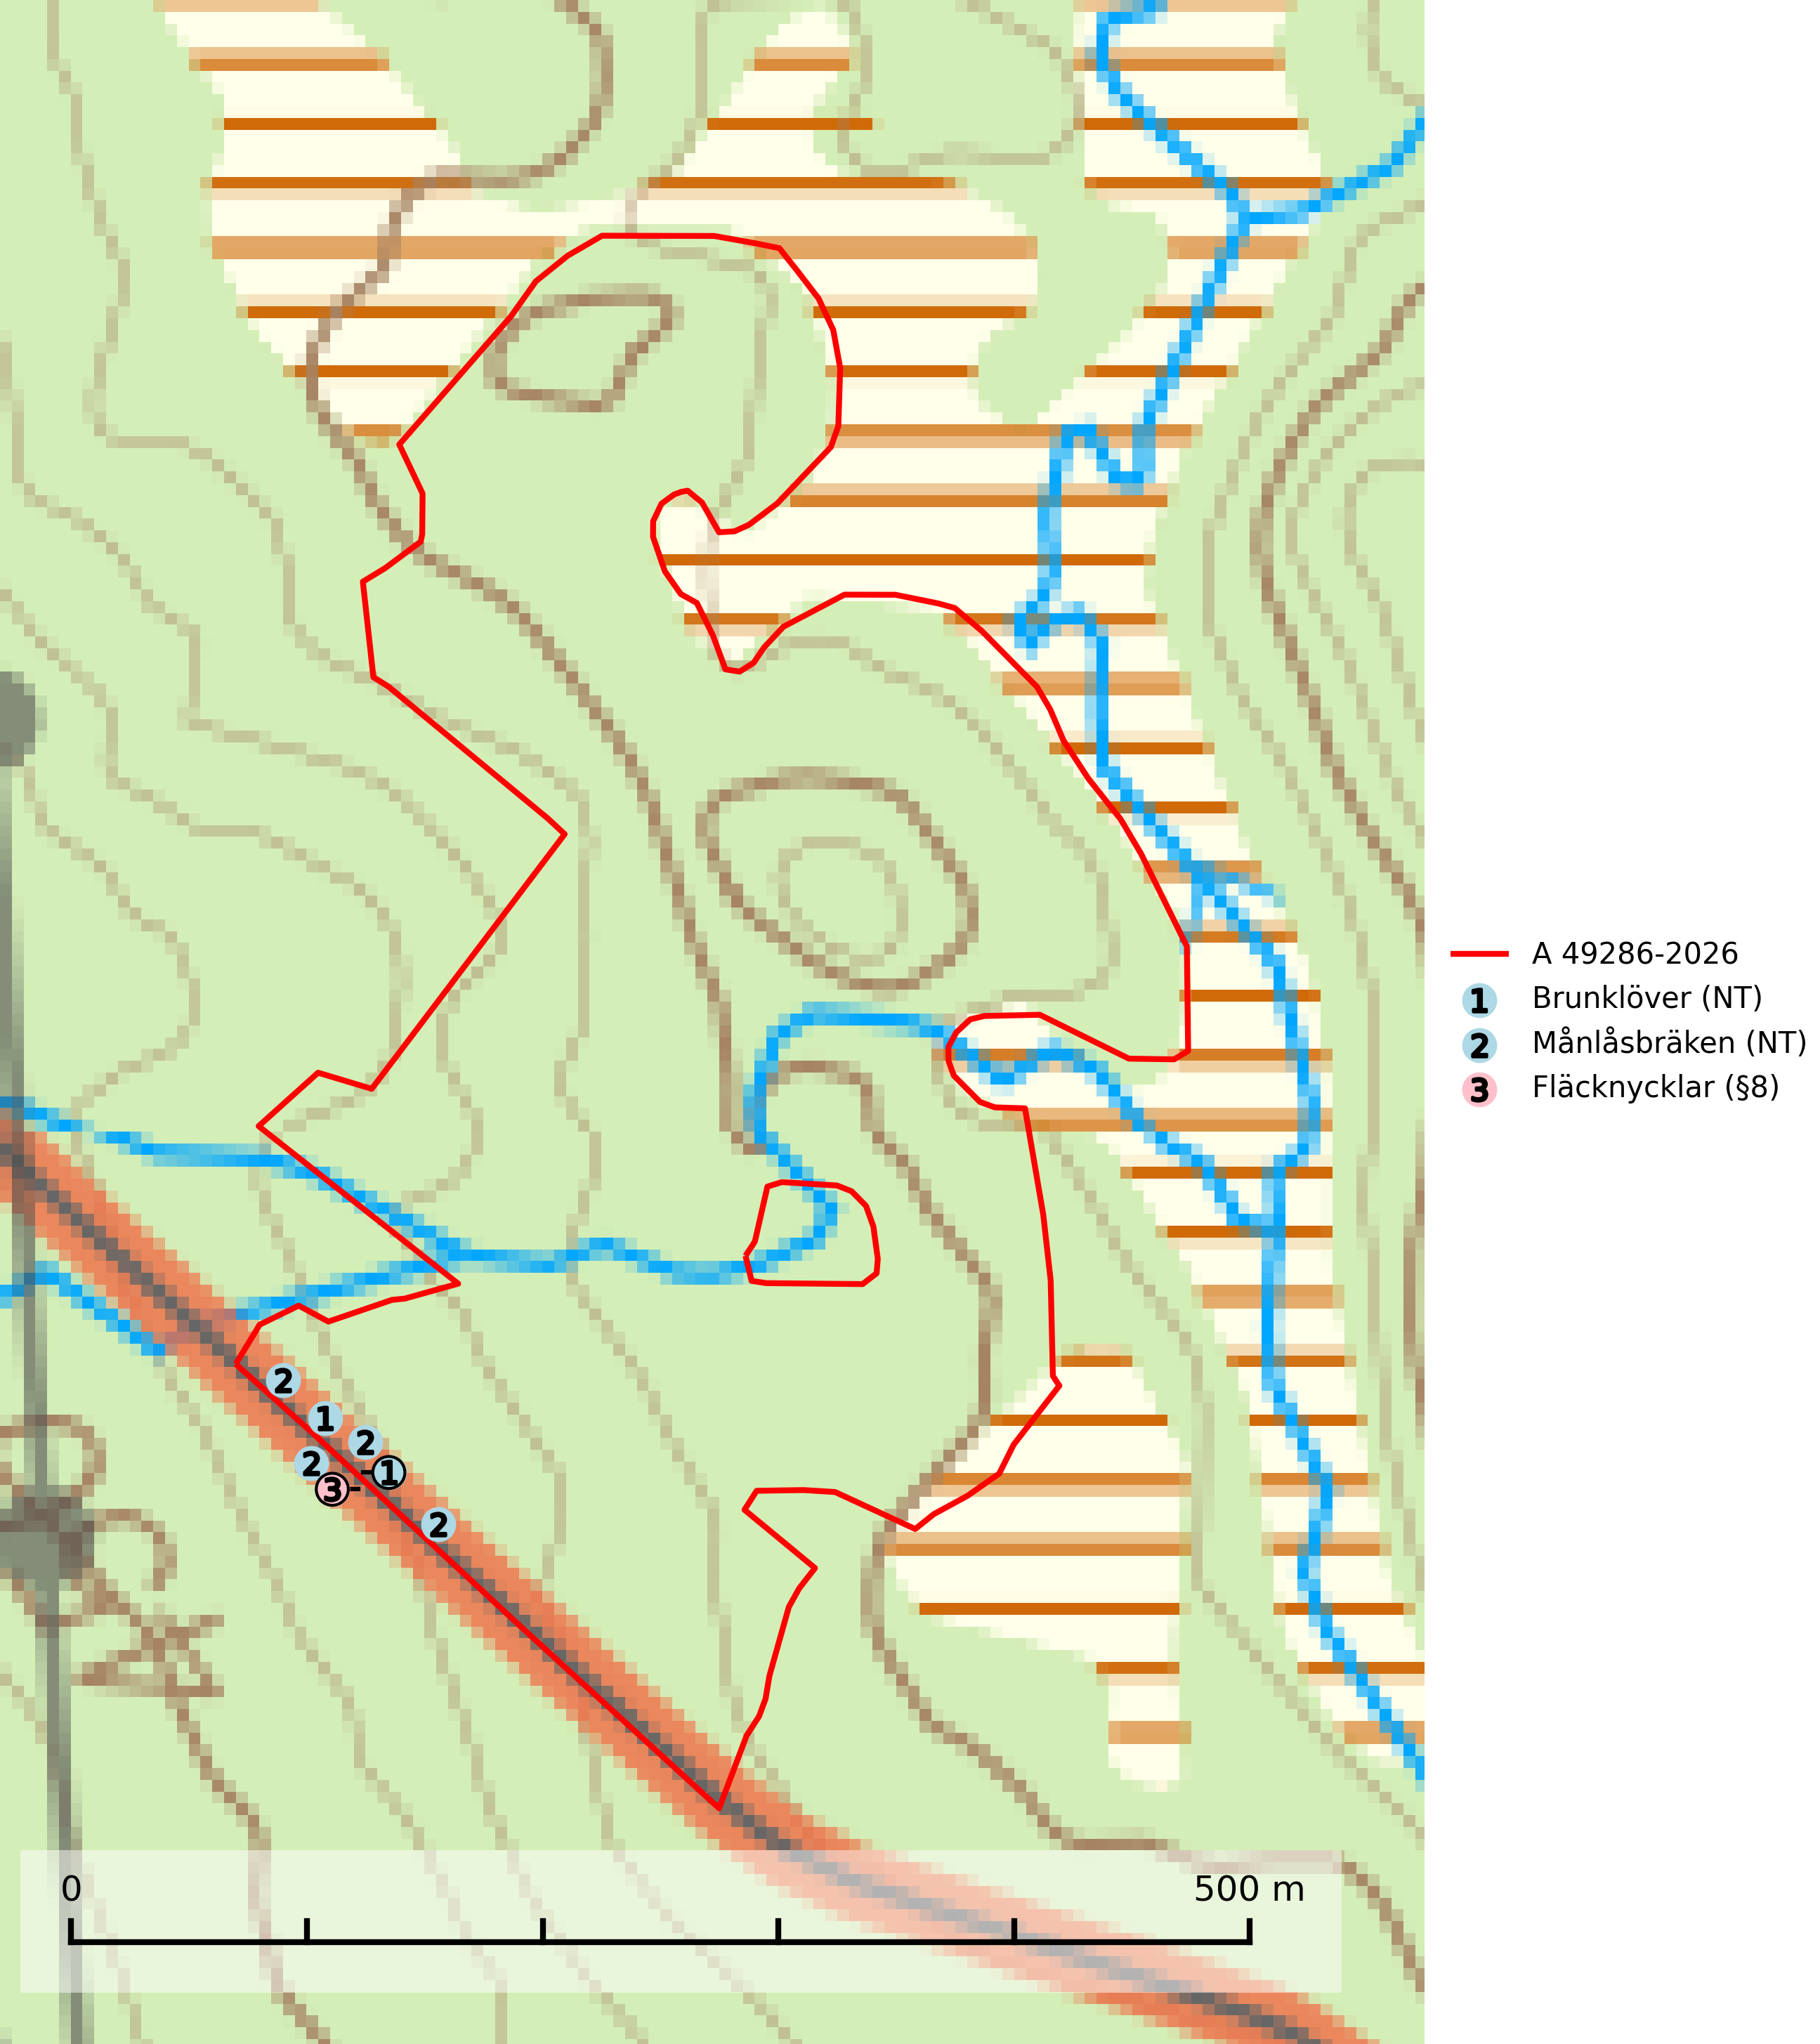 A 49286-2026
1 Brunklöver (NT)
2 Månlåsbräken (NT)
3 Fläcknycklar (§8)
2
1
2
2
1
3
2
0 500 m